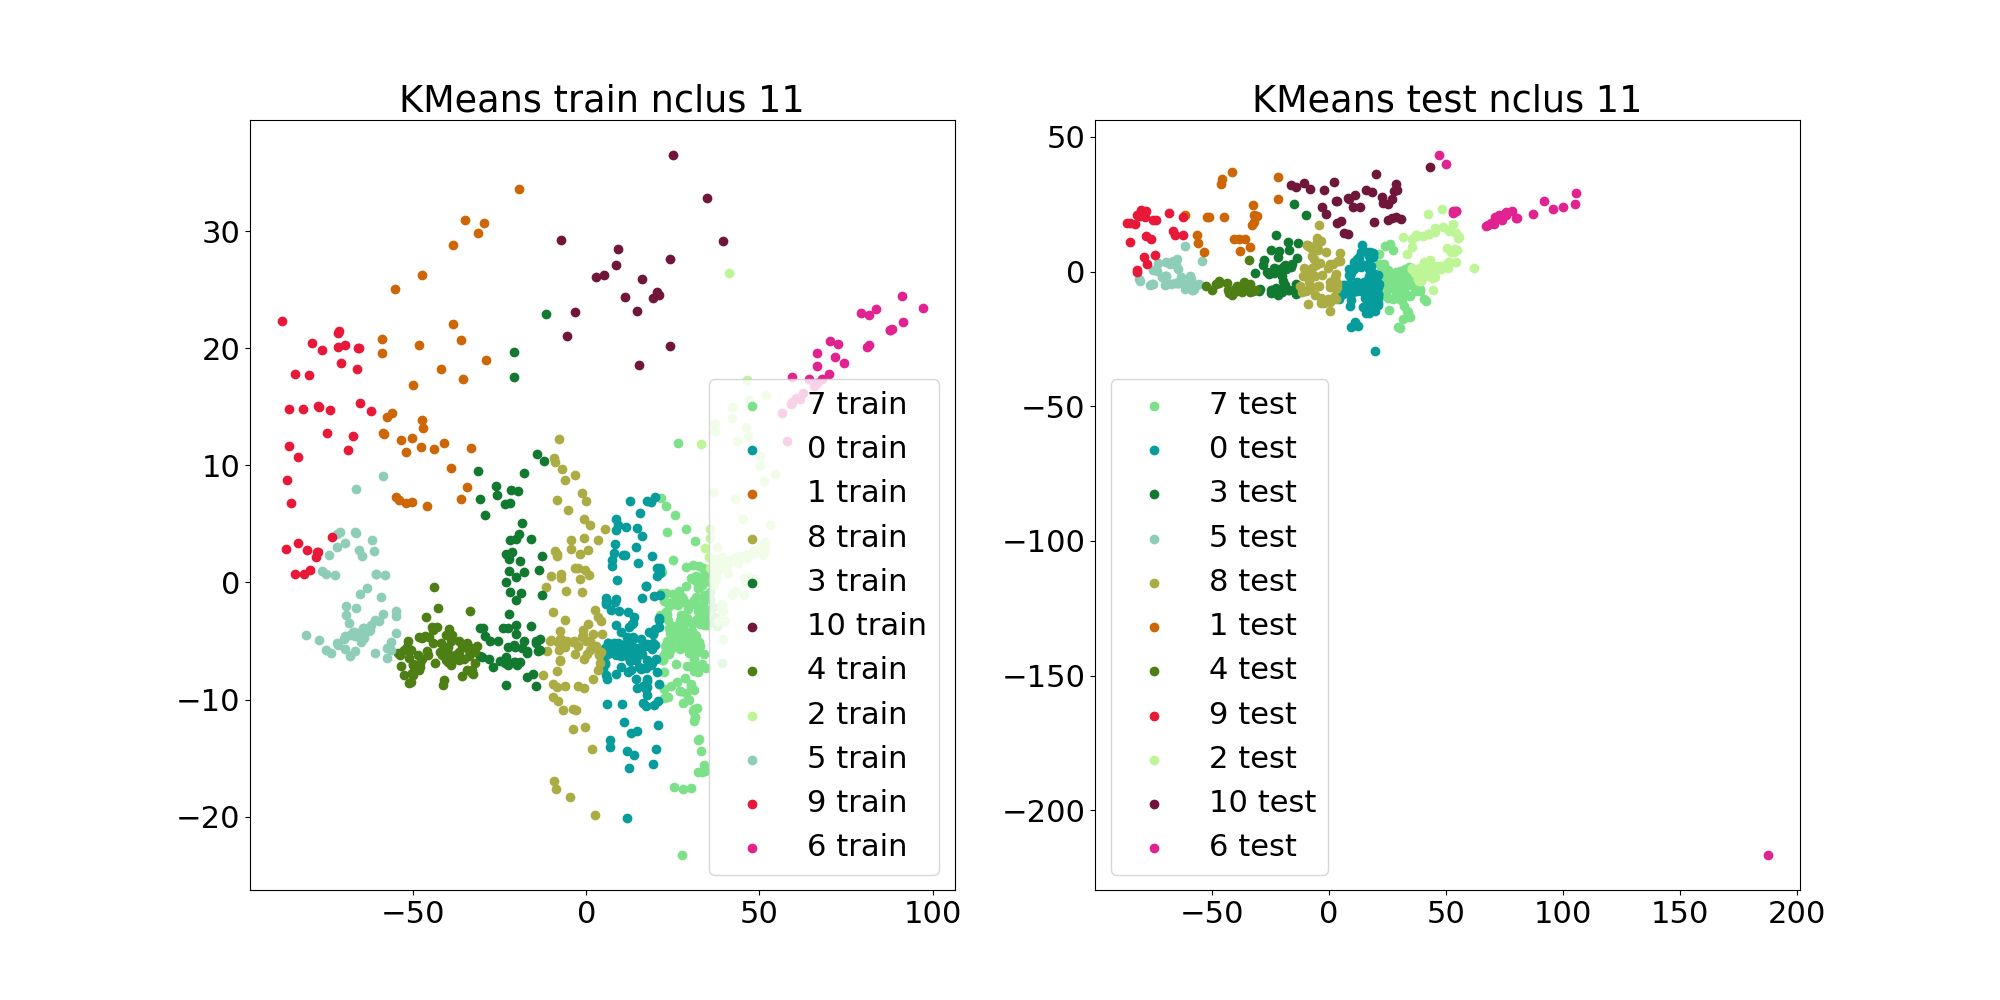 KMeans train nclus 11
30
20
10
0
−10
−20
−50
0
50
100
7 train
0 train
1 train
8 train
3 train
10 train
4 train
2 train
5 train
9 train
6 train
KMeans test nclus 11
50
0
−50
−100
−150
−200
−50
0
50
100
150
200
7 test
0 test
3 test
5 test
8 test
1 test
4 test
9 test
2 test
10 test
6 test